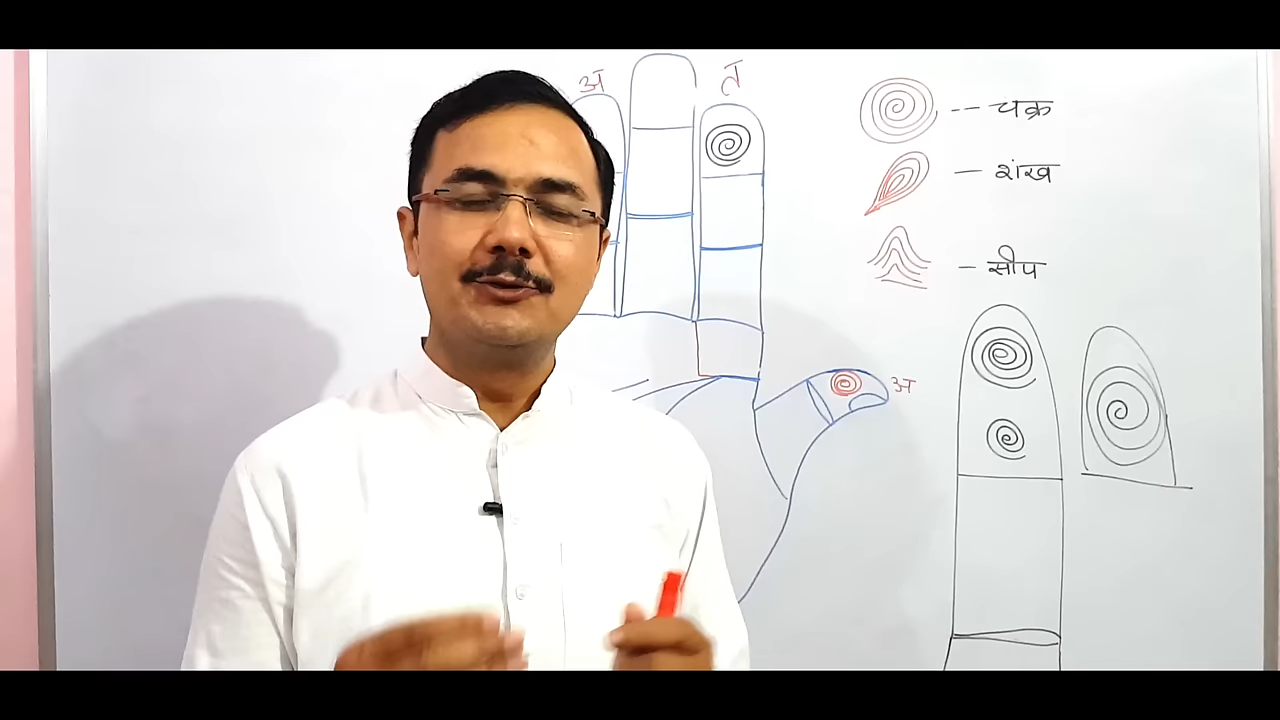 अ
त
-- चक्र
- शंख
- सीप
अ